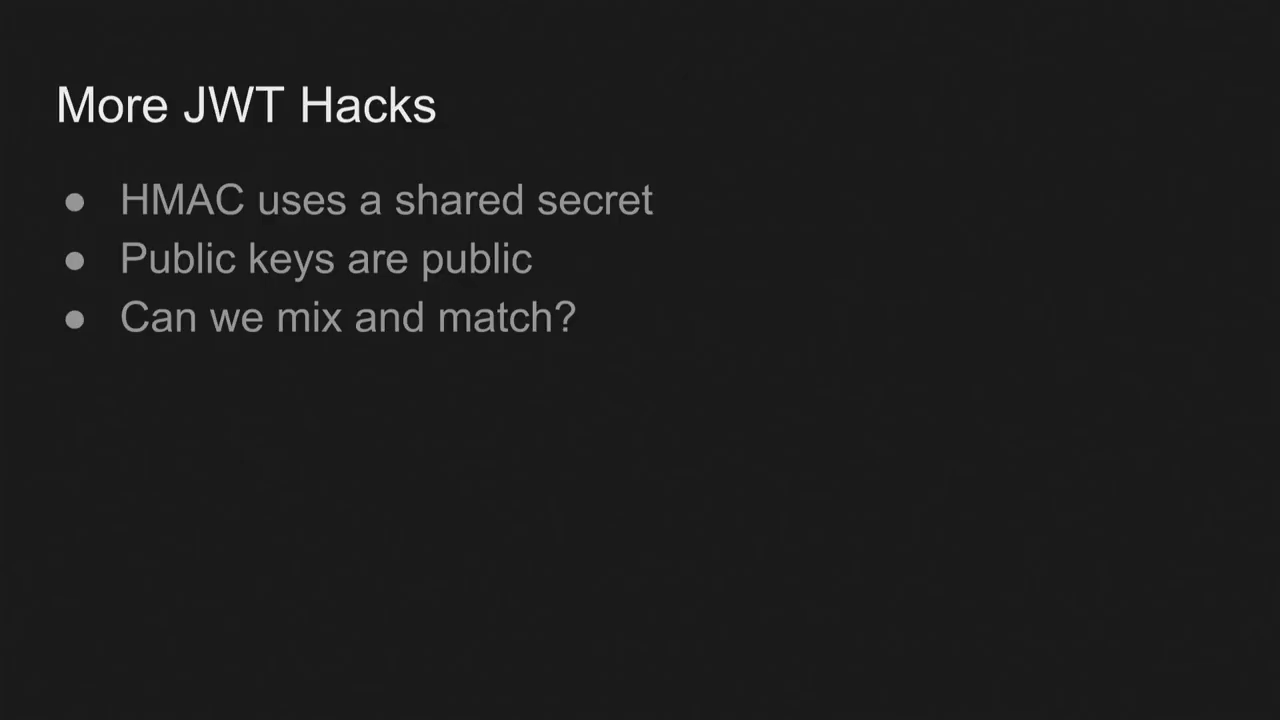 More JWT Hacks
● HMAC uses a shared secret
● Public keys are public
● Can we mix and match?